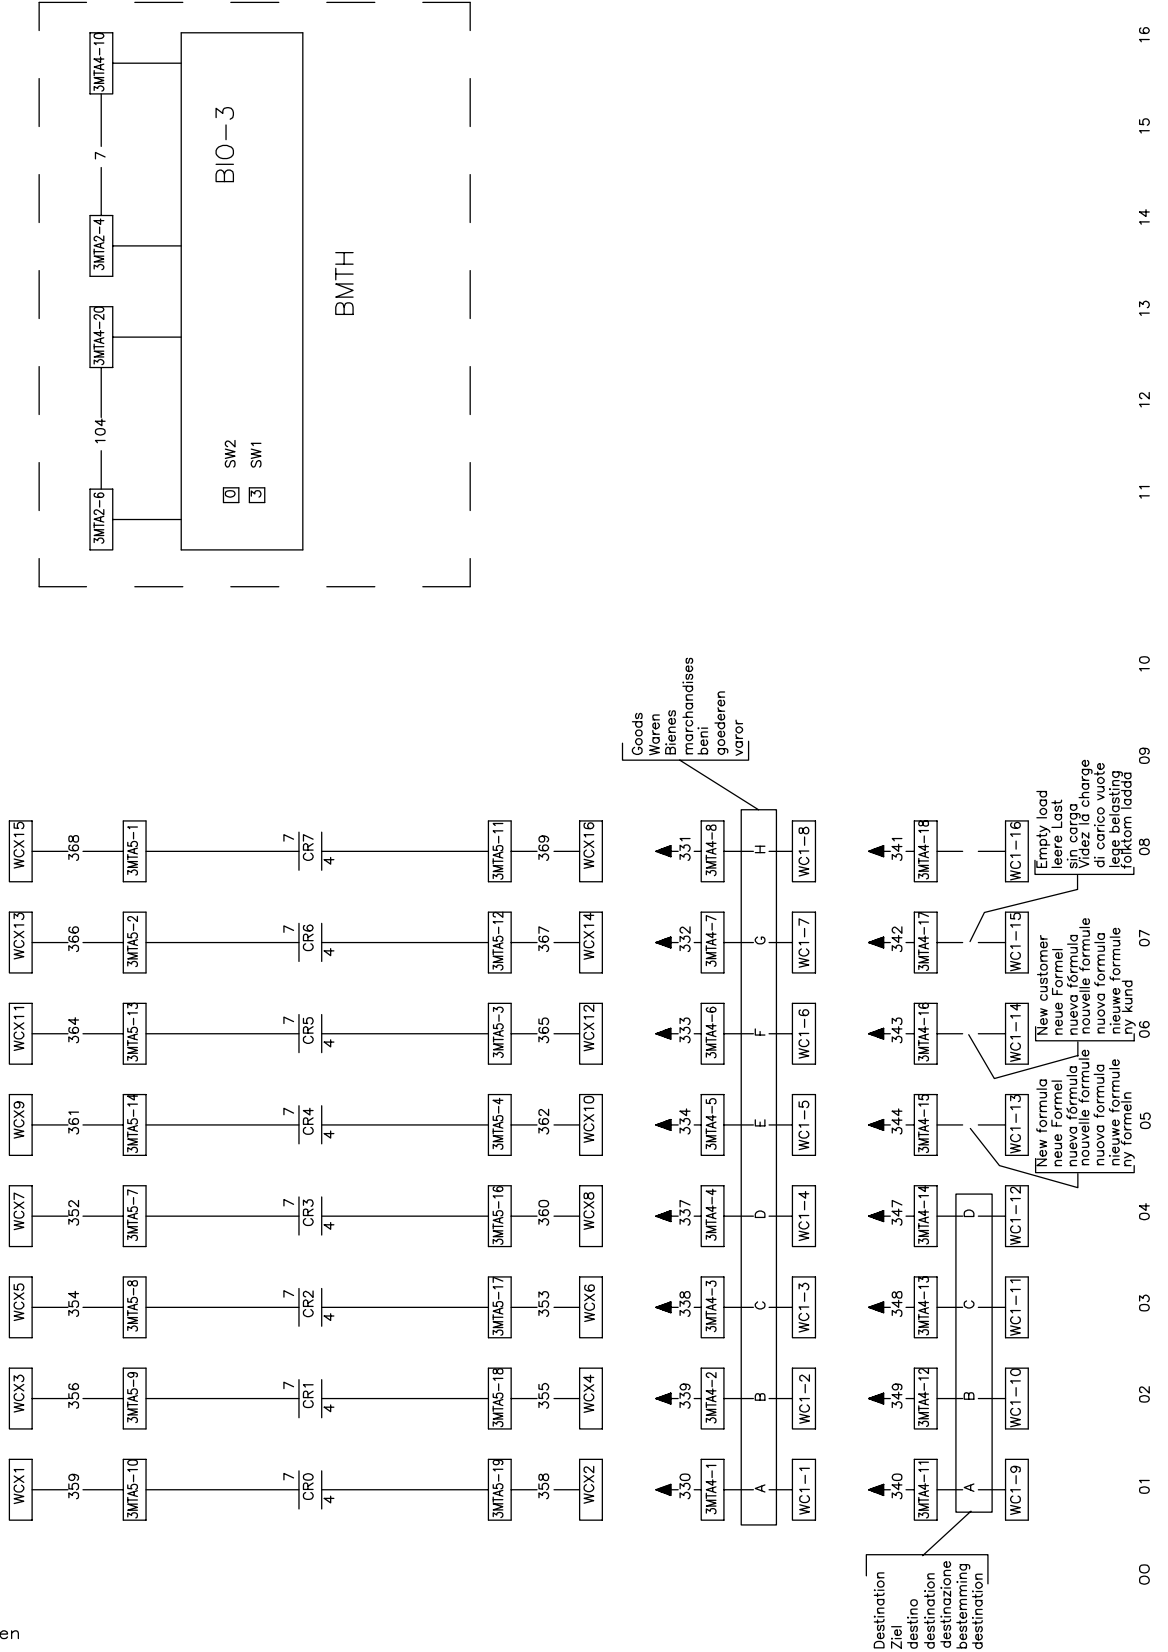 WCX1 WCX3 WCX5 WCX7 WCX9 WCX11 WCX13 WCX15
359 356 354 352 361 364 366 368
3MTA5-10 3MTA5-9 3MTA5-8 3MTA5-7 3MTA5-14 3MTA5-13 3MTA5-2 3MTA5-1
7 7 7 7 7 7 7 7
CR0 CR1 CR2 CR3 CR4 CR5 CR6 CR7
4 4 4 4 4 4 4 4
3MTA5-19 3MTA5-18 3MTA5-17 3MTA5-16 3MTA5-4 3MTA5-3 3MTA5-12 3MTA5-11
358 355 353 360 362 365 367 369
WCX2 WCX4 WCX6 WCX8 WCX10 WCX12 WCX14 WCX16
3MTA2-6 104 3MTA4-20 3MTA2-4 7 3MTA4-10
BIO-3
0 SW2
3 SW1
BMTH
Goods
Waren
Bienes
marchandises
beni
goederen
varor
330 339 338 337 334 333 332 331
3MTA4-1 3MTA4-2 3MTA4-3 3MTA4-4 3MTA4-5 3MTA4-6 3MTA4-7 3MTA4-8
A B C D E F G H
WC1-1 WC1-2 WC1-3 WC1-4 WC1-5 WC1-6 WC1-7 WC1-8
Destination
Ziel
destino
destination
destinazione
bestemming
destination
340 349 348 347 344 343 342 341
3MTA4-11 3MTA4-12 3MTA4-13 3MTA4-14 3MTA4-15 3MTA4-16 3MTA4-17 3MTA4-18
A B C D
WC1-9 WC1-10 WC1-11 WC1-12 WC1-13 WC1-14 WC1-15 WC1-16
New formula
neue Formel
nueva fórmula
nouvelle formule
nuova formula
nieuwe formule
ny formeln
New customer
neue Formel
nueva fórmula
nouvelle formule
nuova formula
nieuwe formule
ny kund
Empty load
leere Last
sin carga
Videz la charge
di carico vuote
lege belasting
folktom laddd
00 01 02 03 04 05 06 07 08 09 10 11 12 13 14 15 16
en